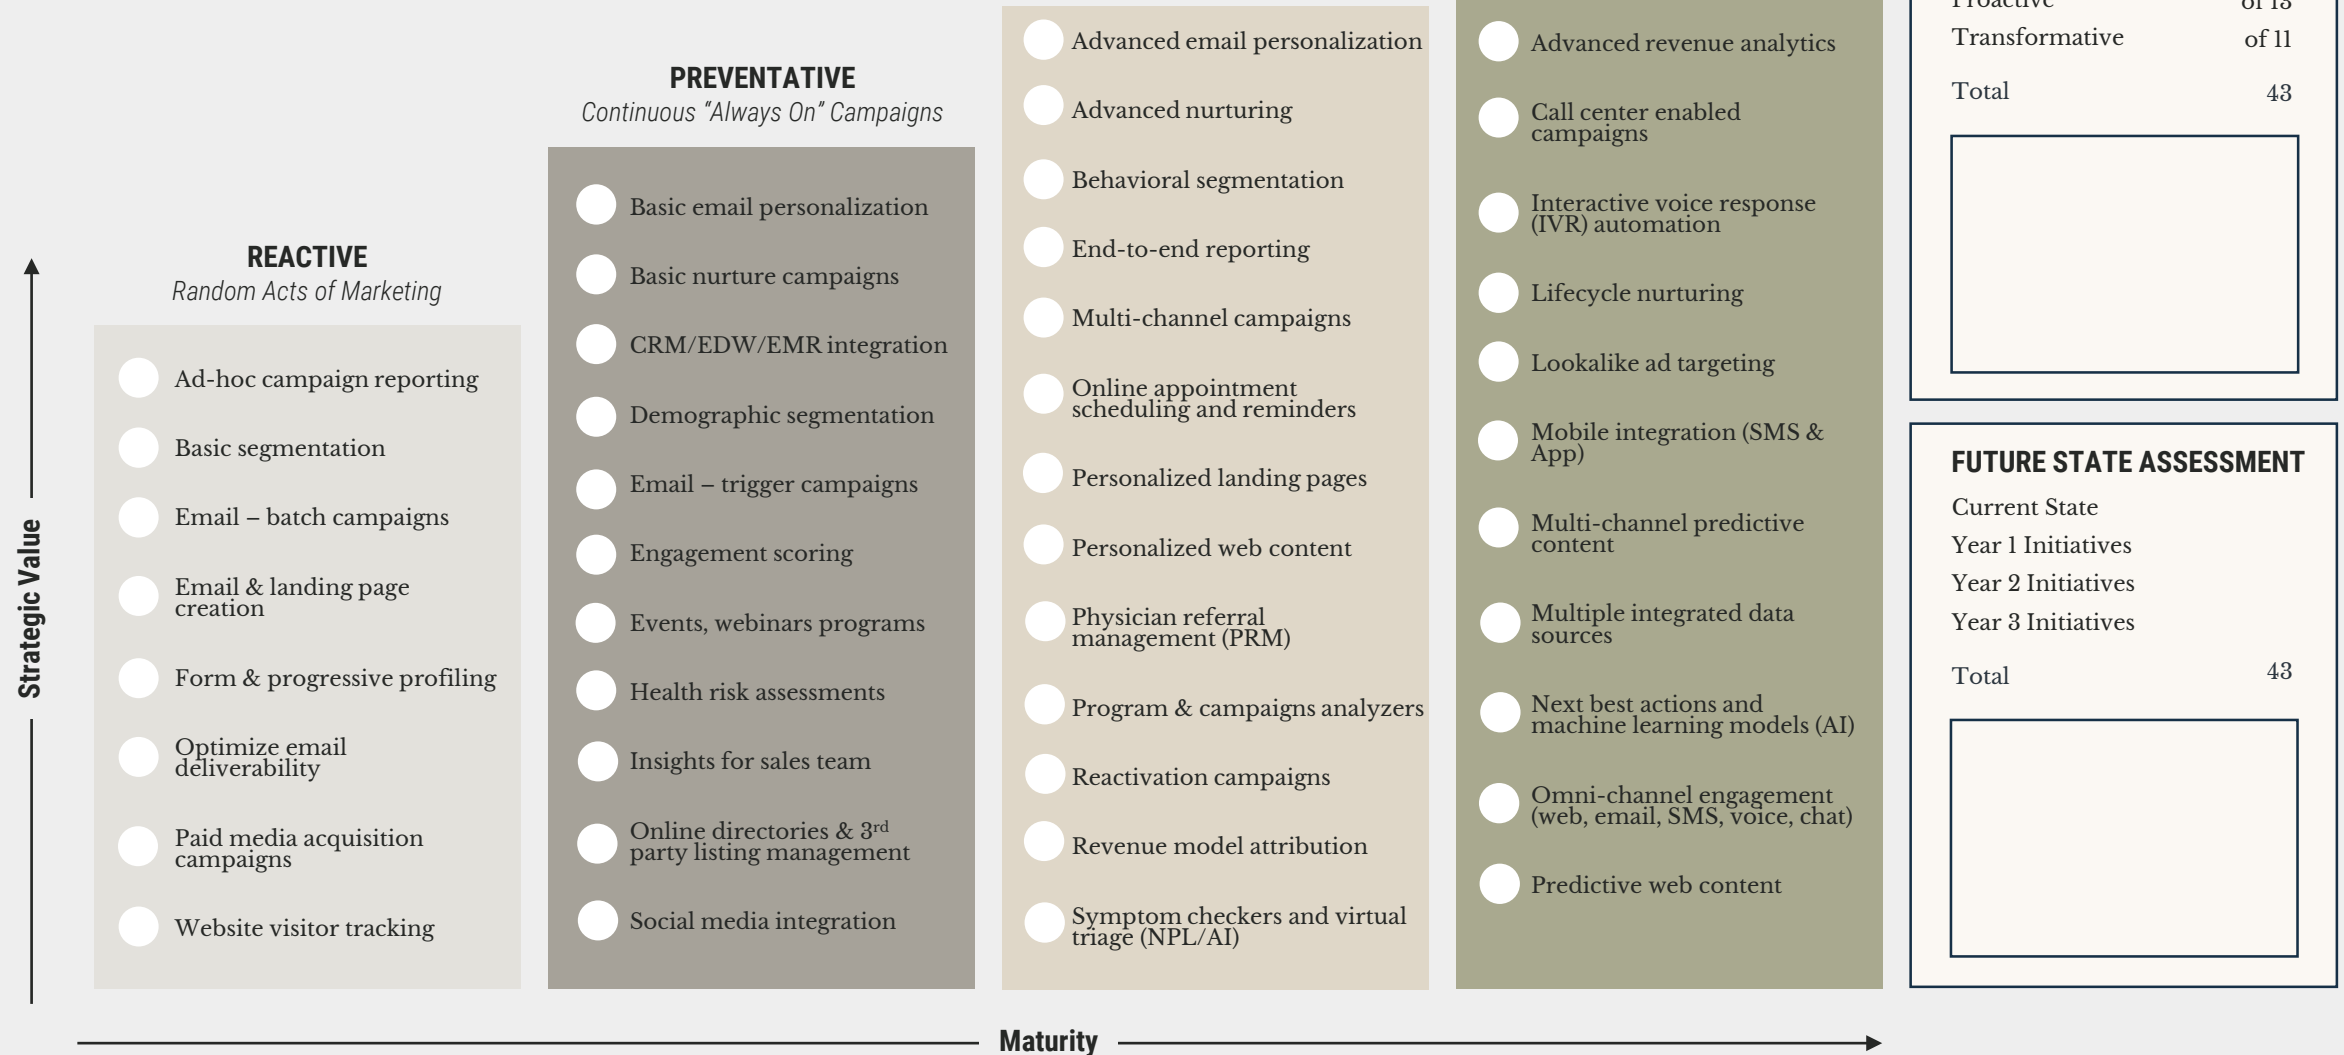 REACTIVE
Random Acts of Marketing
Ad-hoc campaign reporting
Basic segmentation
Email – batch campaigns
Email & landing page
creation
Form & progressive profiling
Optimize email
deliverability
Paid media acquisition
campaigns
Website visitor tracking
PREVENTATIVE
Continuous “Always On” Campaigns
Basic email personalization
Basic nurture campaigns
CRM/EDW/EMR integration
Demographic segmentation
Email – trigger campaigns
Engagement scoring
Events, webinars programs
Health risk assessments
Insights for sales team
Online directories & 3rd
party listing management
Social media integration
Advanced email personalization
Advanced nurturing
Behavioral segmentation
End-to-end reporting
Multi-channel campaigns
Online appointment
scheduling and reminders
Personalized landing pages
Personalized web content
Physician referral
management (PRM)
Program & campaigns analyzers
Reactivation campaigns
Revenue model attribution
Symptom checkers and virtual
triage (NPL/AI)
Advanced revenue analytics
Call center enabled
campaigns
Interactive voice response
(IVR) automation
Lifecycle nurturing
Lookalike ad targeting
Mobile integration (SMS &
App)
Multi-channel predictive
content
Multiple integrated data
sources
Next best actions and
machine learning models (AI)
Omni-channel engagement
(web, email, SMS, voice, chat)
Predictive web content
Proactive of 13
Transformative of 11
Total 43
FUTURE STATE ASSESSMENT
Current State
Year 1 Initiatives
Year 2 Initiatives
Year 3 Initiatives
Total 43
Strategic Value
Maturity